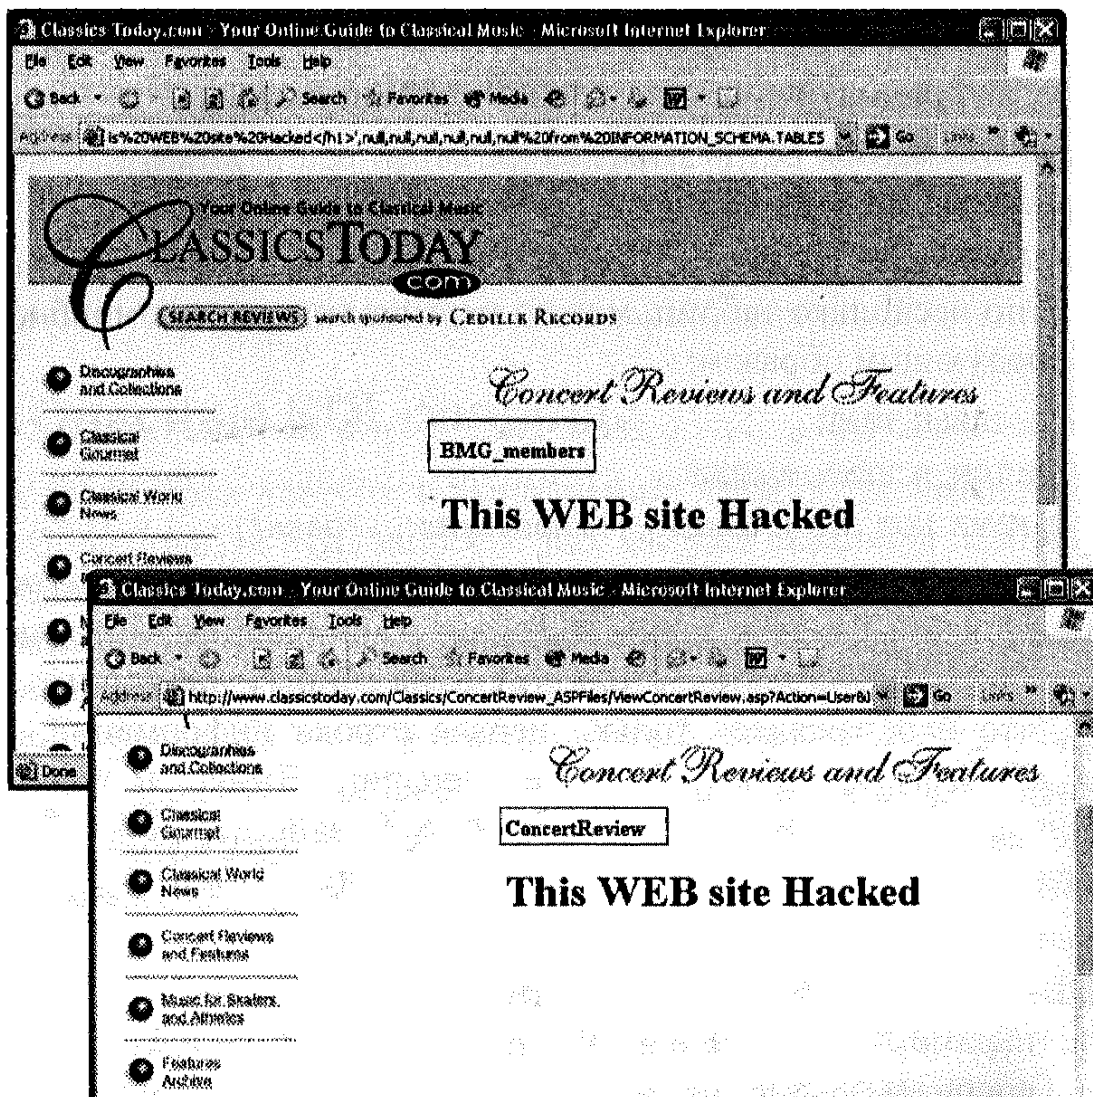 Classics Today.com - Your Online Guide to Classical Music - Microsoft Internet Explorer
File Edit View Favorites Tools Help
Back Search Favorites Media
Address is%20WEB%20site%20Hacked</h1>',null,null,null,null,null,null%20from%20INFORMATION_SCHEMA.TABLES Go Links »
Your Online Guide to Classical Music
CLASSICSTODAY
com
SEARCH REVIEWS search sponsored by CEDILLE RECORDS
Discographies
and Collections
Classical
Gourmet
Classical World
News
Concert Reviews
Concert Reviews and Features
BMG_members
This WEB site Hacked
Done
Classics Today.com - Your Online Guide to Classical Music - Microsoft Internet Explorer
File Edit View Favorites Tools Help
Back Search Favorites Media
Address http://www.classicstoday.com/Classics/ConcertReview_ASPFiles/ViewConcertReview.asp?Action=User& Go Links »
Discographies
and Collections
Classical
Gourmet
Classical World
News
Concert Reviews
and Features
Music for Skaters,
and Athletes
Features
Archive
Concert Reviews and Features
ConcertReview
This WEB site Hacked